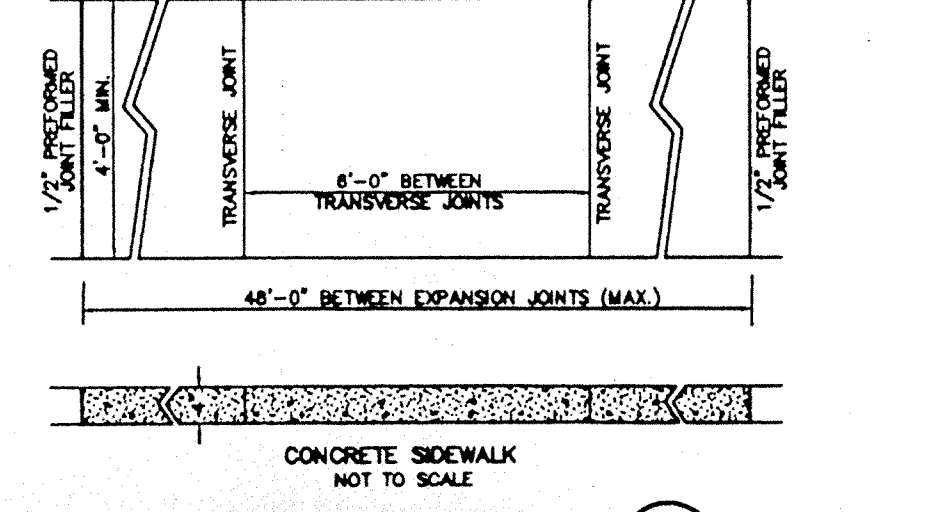 1/2" PREFORMED
JOINT FILLER
4'-0" MIN.
TRANSVERSE JOINT
6'-0" BETWEEN
TRANSVERSE JOINTS
TRANSVERSE JOINT
1/2" PREFORMED
JOINT FILLER
48'-0" BETWEEN EXPANSION JOINTS (MAX.)
CONCRETE SIDEWALK
NOT TO SCALE